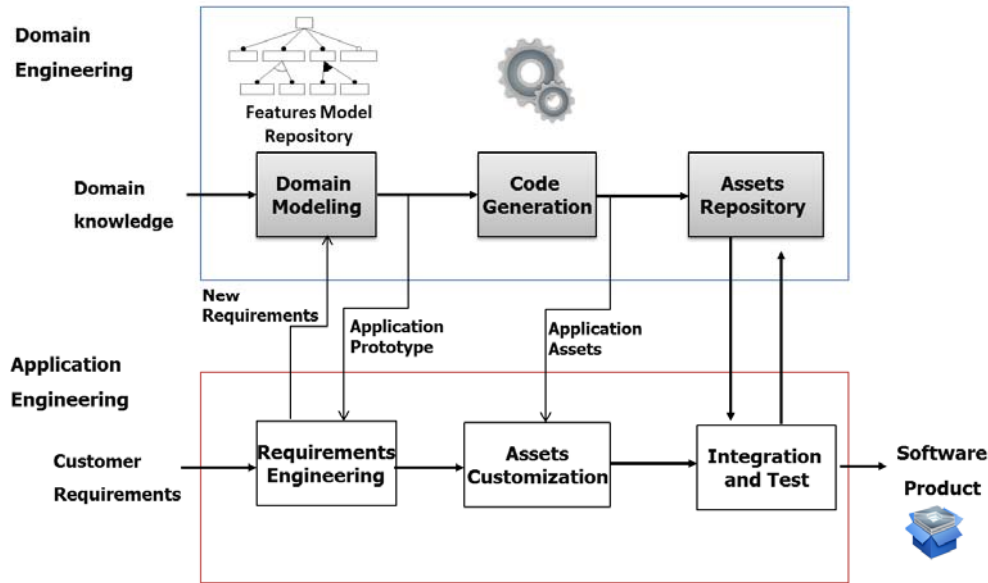 Domain
Engineering
Features Model
Repository
Domain
knowledge
Domain
Modeling
Code
Generation
Assets
Repository
New
Requirements
Application
Prototype
Application
Assets
Application
Engineering
Customer
Requirements
Requirements
Engineering
Assets
Customization
Integration
and Test
Software
Product